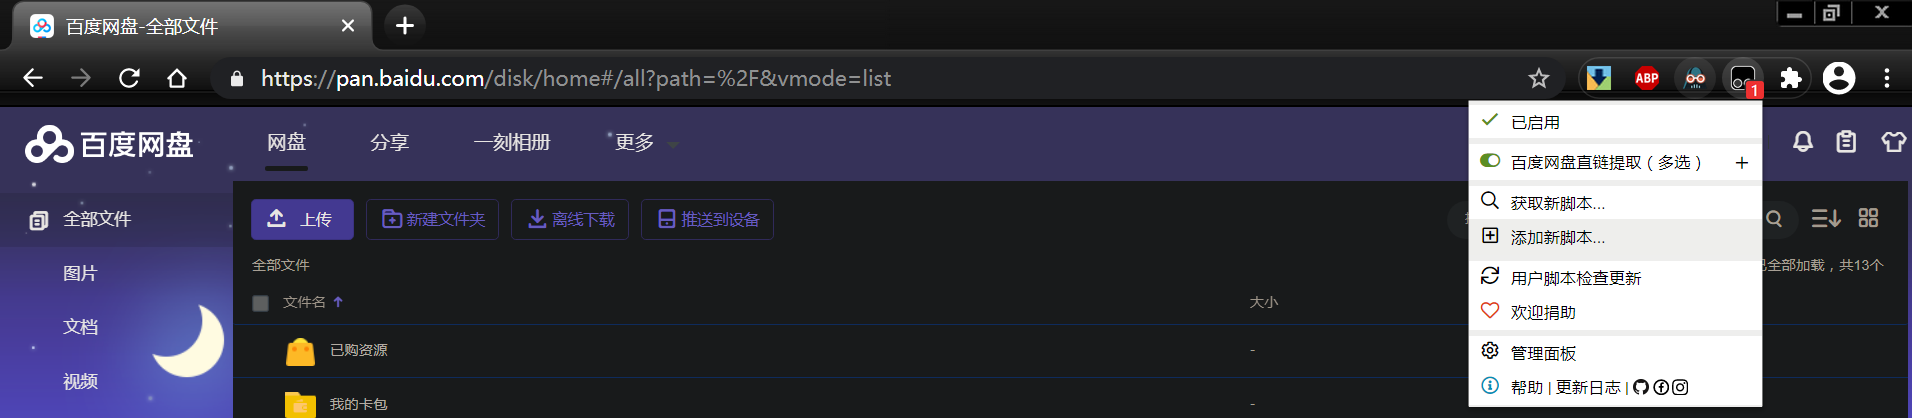 百度网盘-全部文件
https://pan.baidu.com/disk/home#/all?path=%2F&vmode=list
ABP
1
百度网盘
网盘
分享
一刻相册
更多
全部文件
图片
文档
视频
上传
新建文件夹
离线下载
推送到设备
全部文件
全部加载，共13个
文件名
大小
已购资源
-
我的卡包
-
已启用
百度网盘直链提取（多选）
获取新脚本...
添加新脚本...
用户脚本检查更新
欢迎捐助
管理面板
帮助 | 更新日志 |